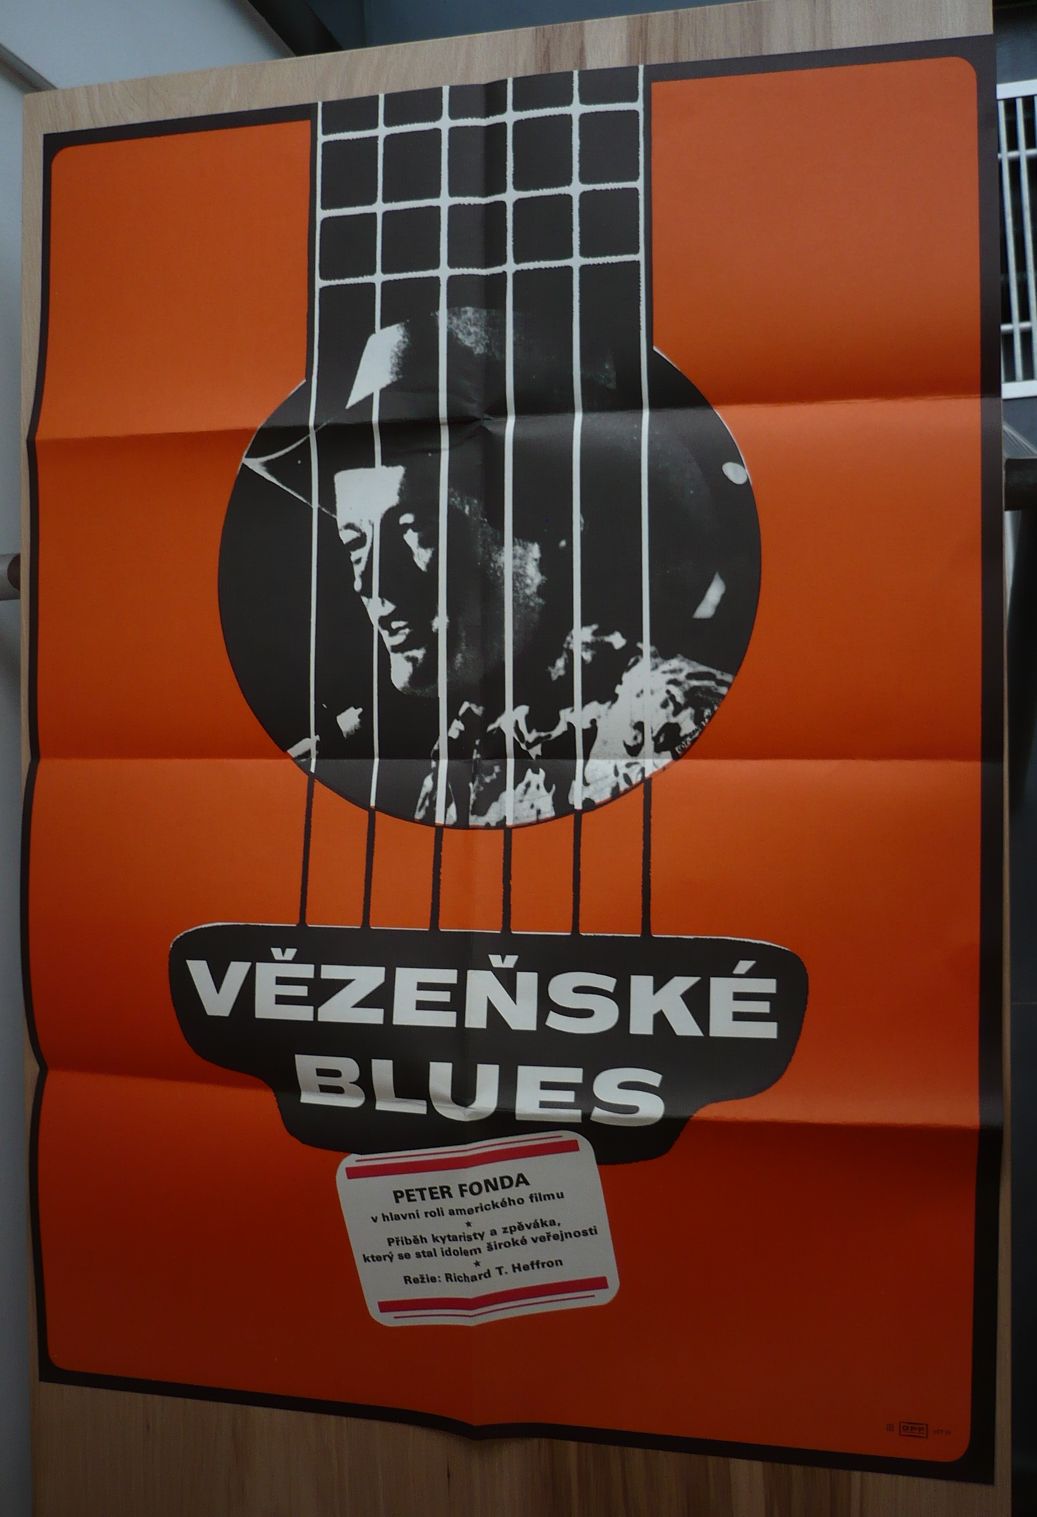 VĚZEŇSKÉ
BLUES
PETER FONDA
v hlavní roli amerického filmu
★
Příběh kytaristy a zpěváka,
který se stal idolem široké veřejnosti
★
Režie: Richard T. Heffron